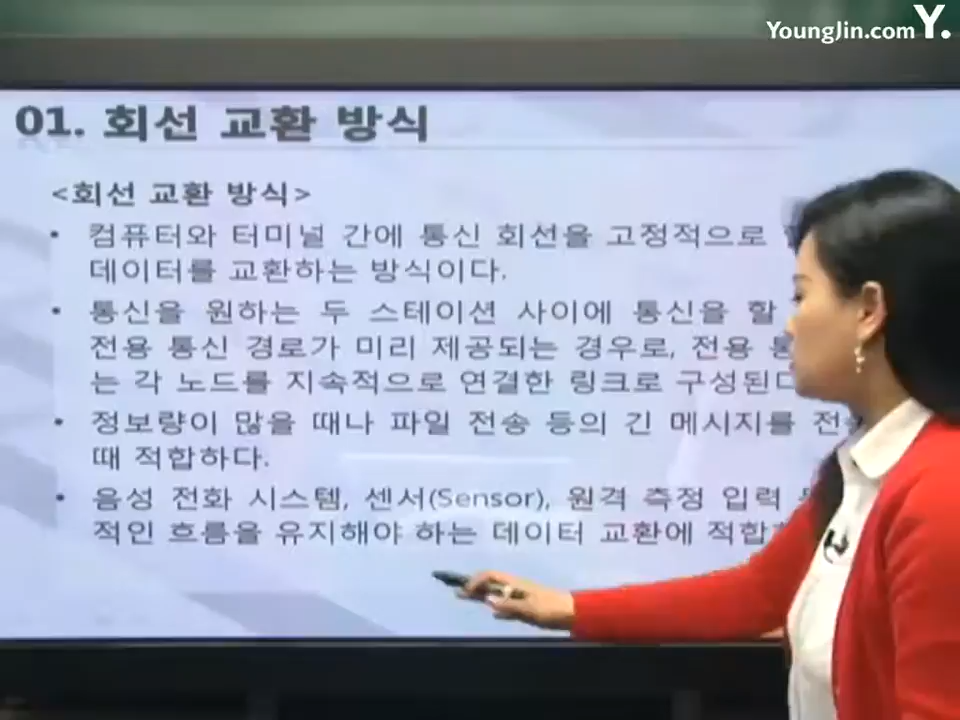 YoungJin.com Y.
01. 회선 교환 방식
<회선 교환 방식>
• 컴퓨터와 터미널 간에 통신 회선을 고정적으로
데이터를 교환하는 방식이다.
• 통신을 원하는 두 스테이션 사이에 통신을 할
전용 통신 경로가 미리 제공되는 경우로, 전용
는 각 노드를 지속적으로 연결한 링크로 구성된다
• 정보량이 많을 때나 파일 전송 등의 긴 메시지를
때 적합하다.
• 음성 전화 시스템, 센서(Sensor), 원격 측정 입력
적인 흐름을 유지해야 하는 데이터 교환에